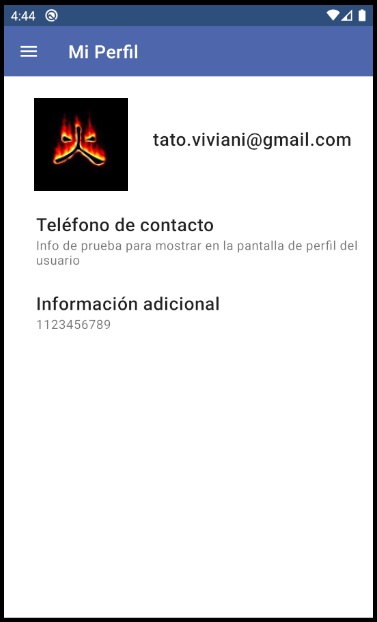 4:44
Mi Perfil
tato.viviani@gmail.com
Teléfono de contacto
Info de prueba para mostrar en la pantalla de perfil del
usuario
Información adicional
1123456789